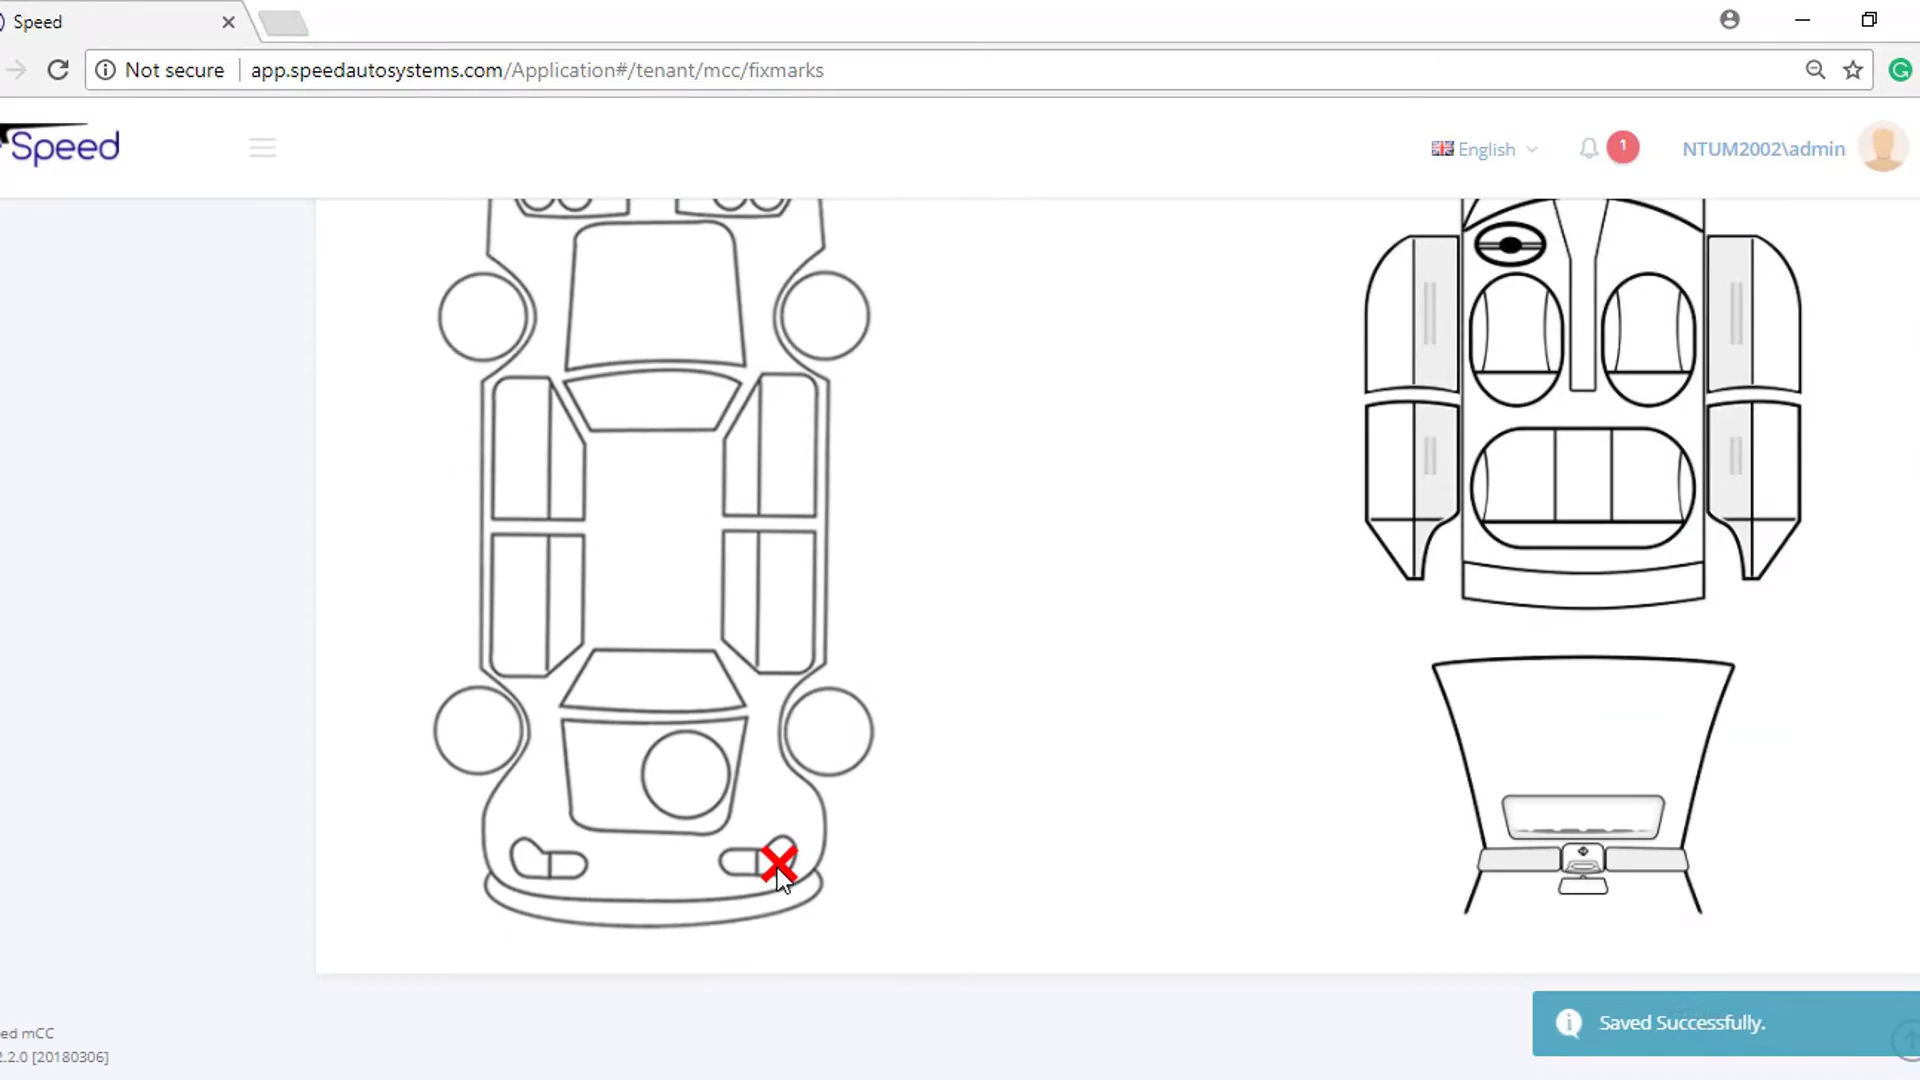 Speed
Not secure
app.speedautosystems.com/Application#/tenant/mcc/fixmarks
Speed
English
1
NTUM2002\admin
ed mCC
.2.0 [20180306]
Saved Successfully.